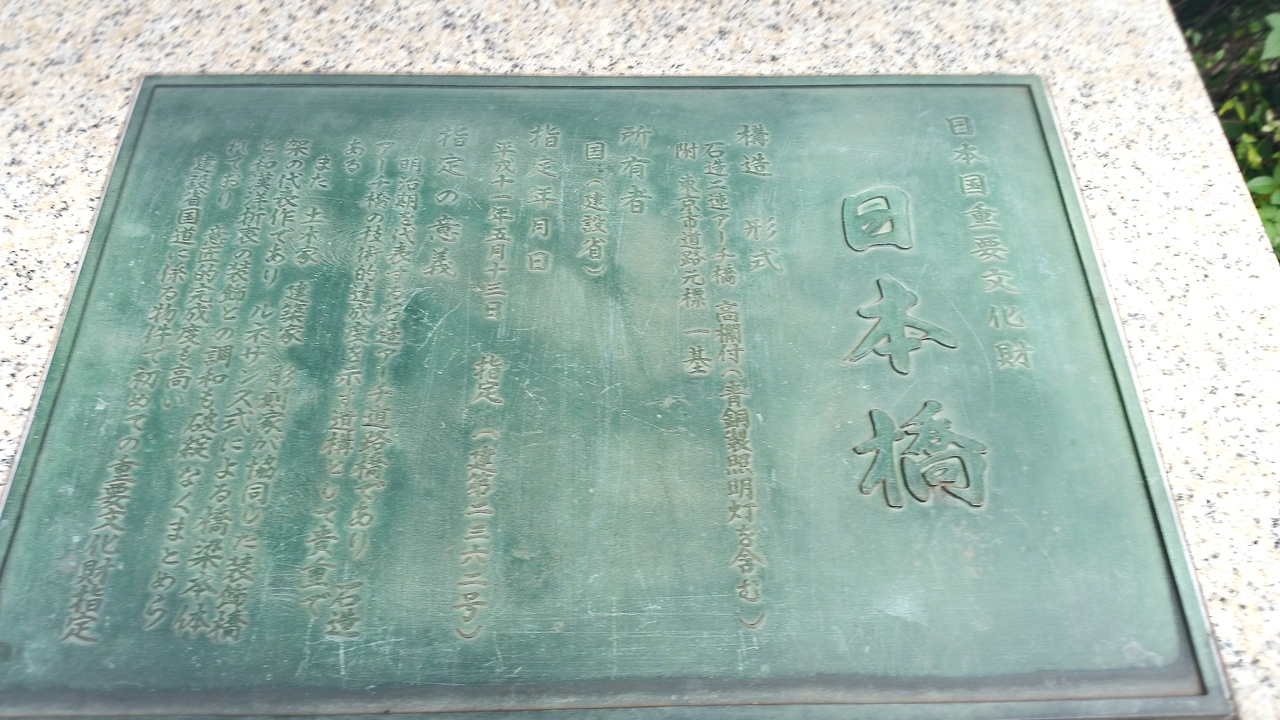 日本国重要文化財
日本橋
構造 形式
石造二連アーチ橋 高欄付(青銅製照明灯を含む)
附 東京市道路元標 一基
所有者
国(建設省)
指定年月日
平成十一年五月十三日 指定(建第二三六二号)
指定の意義
明治期を代表する石造アーチ道路橋であり 石造
アーチ橋の技術的達成度を示す遺構として貴重で
ある
また 土木家 建築家 彫刻家が協同した装飾橋
架の代表作であり ルネサンス式による橋梁本体
と和漢洋折衷の装飾との調和も破綻なくまとめら
れており 意匠的完成度も高い
建設省国道に係る物件で初めての重要文化財指定